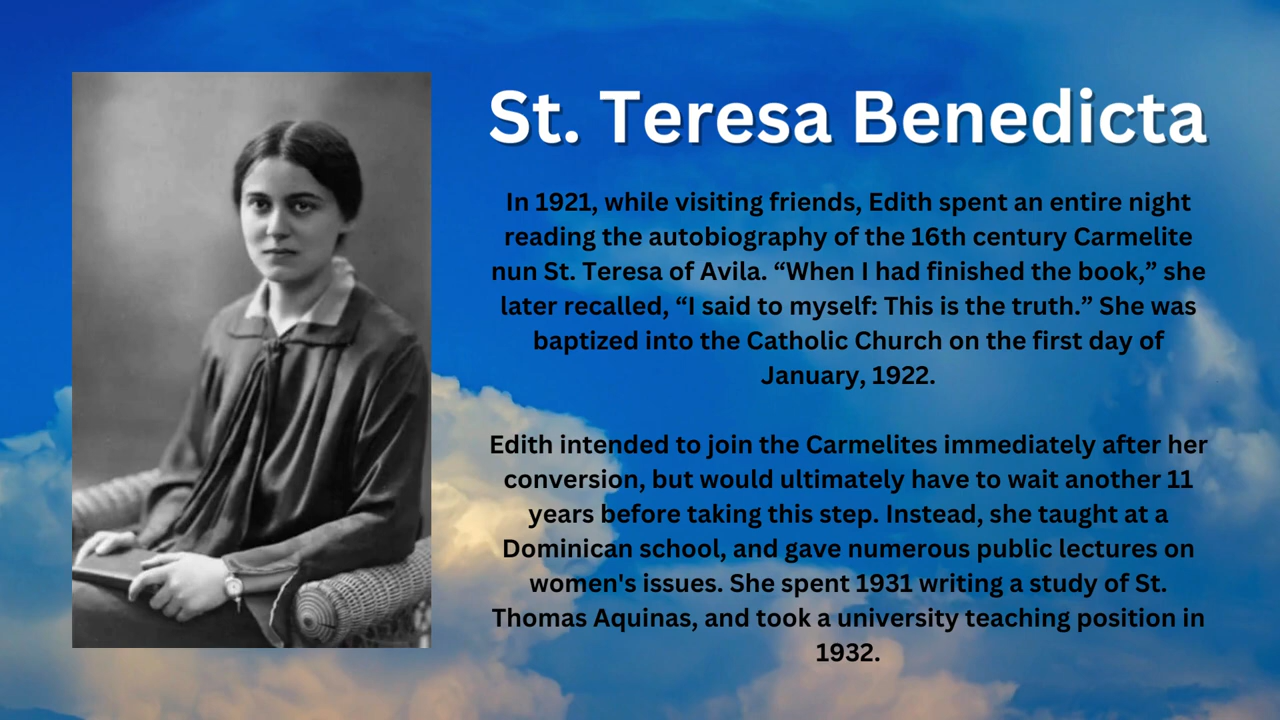 St. Teresa Benedicta
In 1921, while visiting friends, Edith spent an entire night
reading the autobiography of the 16th century Carmelite
nun St. Teresa of Avila. “When I had finished the book,” she
later recalled, “I said to myself: This is the truth.” She was
baptized into the Catholic Church on the first day of
January, 1922.
Edith intended to join the Carmelites immediately after her
conversion, but would ultimately have to wait another 11
years before taking this step. Instead, she taught at a
Dominican school, and gave numerous public lectures on
women's issues. She spent 1931 writing a study of St.
Thomas Aquinas, and took a university teaching position in
1932.